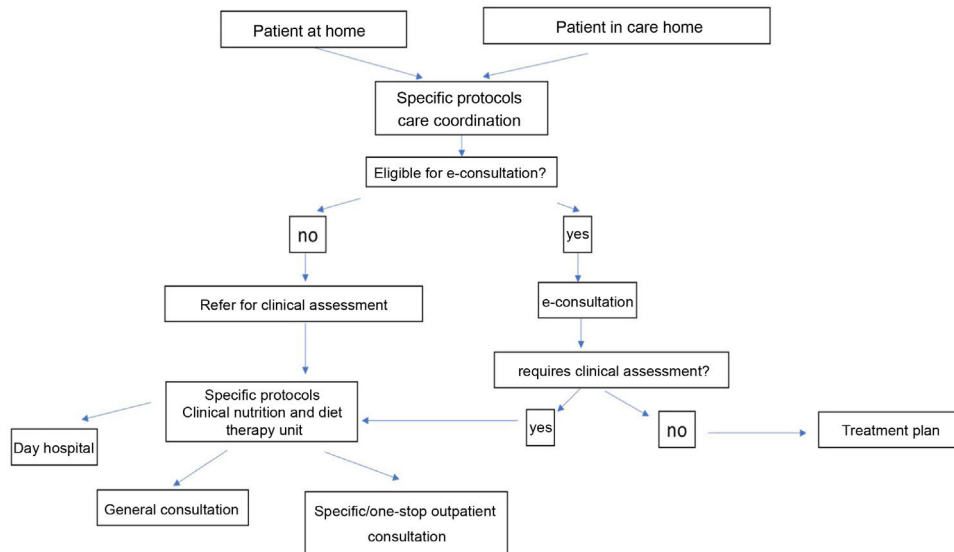 Patient at home
Patient in care home
Specific protocols
care coordination
Eligible for e-consultation?
no
yes
Refer for clinical assessment
e-consultation
requires clinical assessment?
Specific protocols
Clinical nutrition and diet
therapy unit
yes
no
Treatment plan
Day hospital
General consultation
Specific/one-stop outpatient
consultation